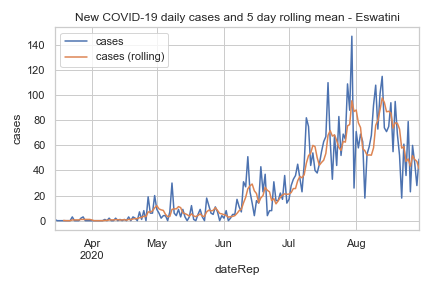 New COVID-19 daily cases and 5 day rolling mean - Eswatini
cases
cases (rolling)
140
120
100
80
60
40
20
0
cases
Apr May Jun Jul Aug
2020
dateRep